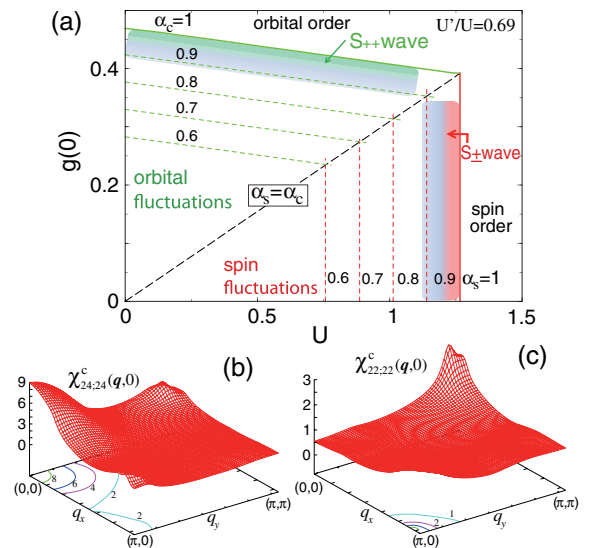 (a)
α_c=1
orbital order
U'/U=0.69
S++wave
0.4
0.9
0.8
0.7
0.6
g(0)
S±wave
orbital
fluctuations
0.2
α_s=α_c
spin
order
spin
fluctuations
0.6
0.7
0.8
0.9
α_s=1
0
0
0.5
1
1.5
U
(b)
χ^c_{24;24}(q,0)
9
6
3
0
8
6
4
2
2
(0,0)
q_x
(π,0)
q_y
(π,π)
(c)
χ^c_{22;22}(q,0)
3
2
1
0
1
2
(0,0)
q_x
(π,0)
q_y
(π,π)